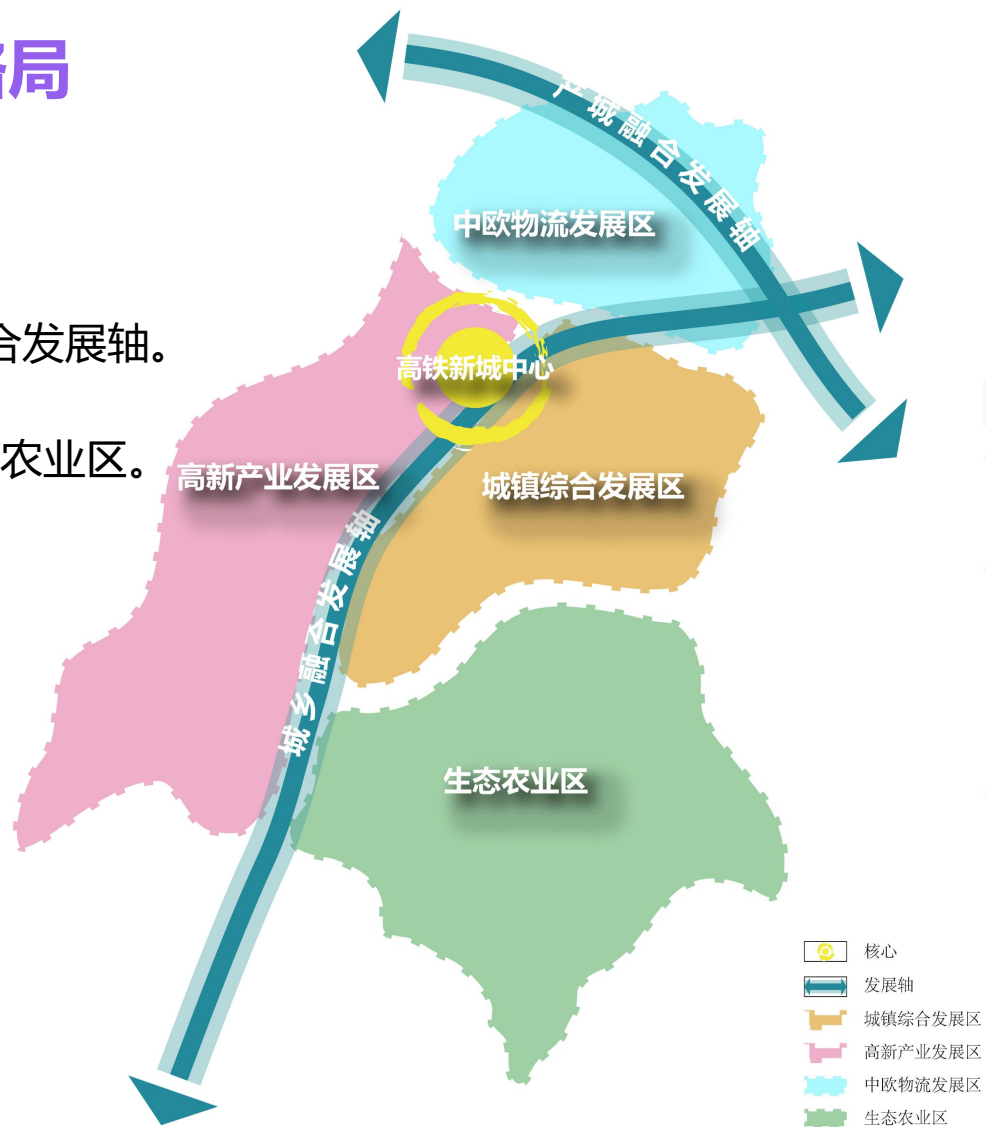 格局
产城融合发展轴
中欧物流发展区
合发展轴。
高铁新城中心
农业区。
高新产业发展区
城镇综合发展区
城乡融合发展轴
生态农业区
核心
发展轴
城镇综合发展区
高新产业发展区
中欧物流发展区
生态农业区